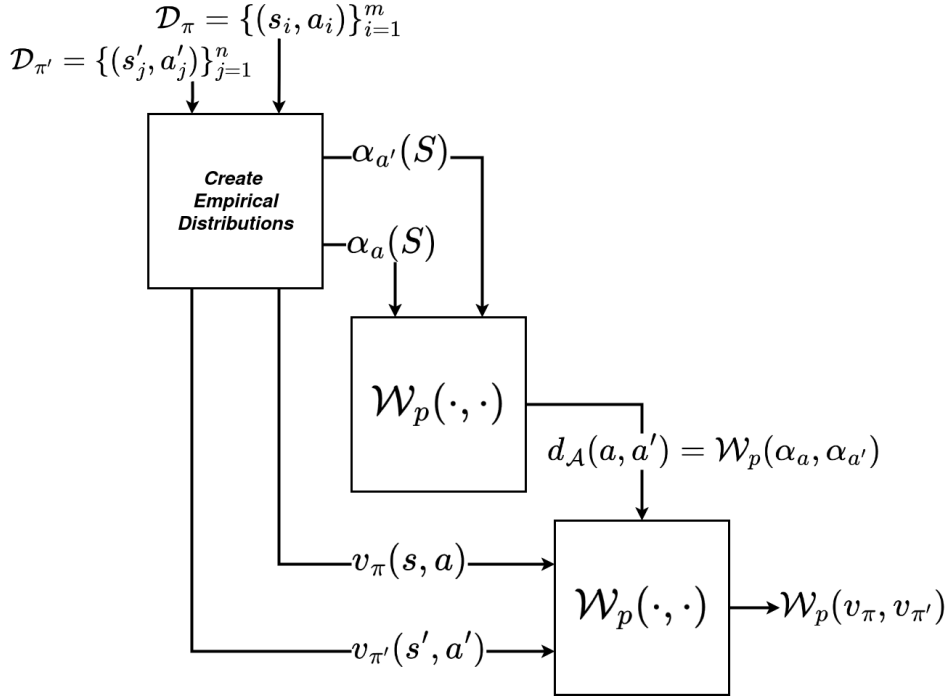 𝒟_π = {(s_i, a_i)}_{i=1}^m
𝒟_{π′} = {(s′_j, a′_j)}_{j=1}^n
Create
Empirical
Distributions
α_{a′}(S)
α_a(S)
𝒲_p(·, ·)
d_𝒜(a, a′) = 𝒲_p(α_a, α_{a′})
v_π(s, a)
𝒲_p(·, ·)
𝒲_p(v_π, v_{π′})
v_{π′}(s′, a′)